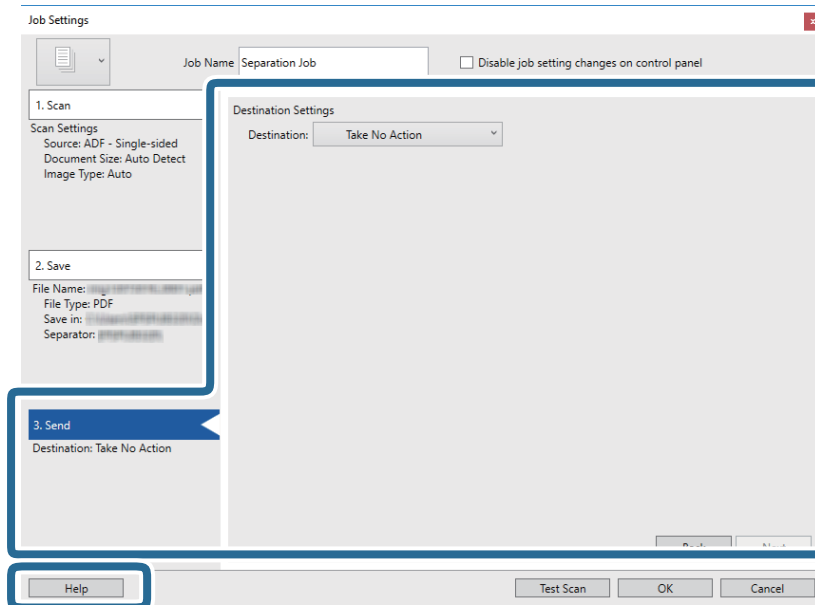 Job Settings
Job Name Separation Job
Disable job setting changes on control panel
1. Scan
Scan Settings
Source: ADF - Single-sided
Document Size: Auto Detect
Image Type: Auto
2. Save
File Name:
File Type: PDF
Save in:
Separator:
3. Send
Destination: Take No Action
Destination Settings
Destination: Take No Action
Help
Test Scan
OK
Cancel